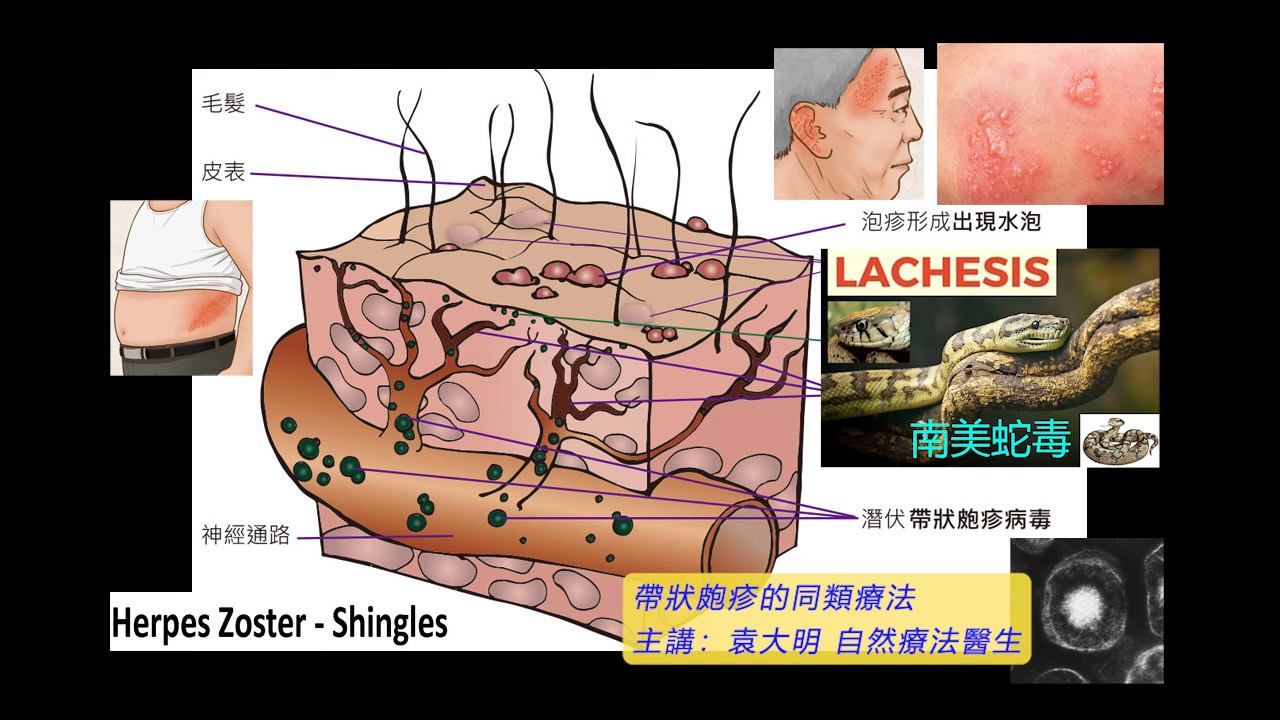 毛髮
皮表
泡疹形成出現水泡
LACHESIS
南美蛇毒
潛伏帶狀皰疹病毒
神經通路
Herpes Zoster - Shingles
帶狀皰疹的同類療法
主講：袁大明 自然療法醫生